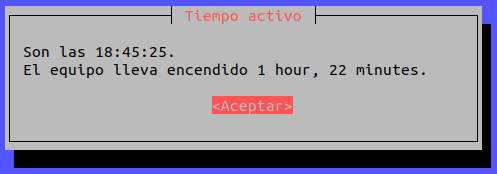 Tiempo activo
Son las 18:45:25.
El equipo lleva encendido 1 hour, 22 minutes.
<Aceptar>